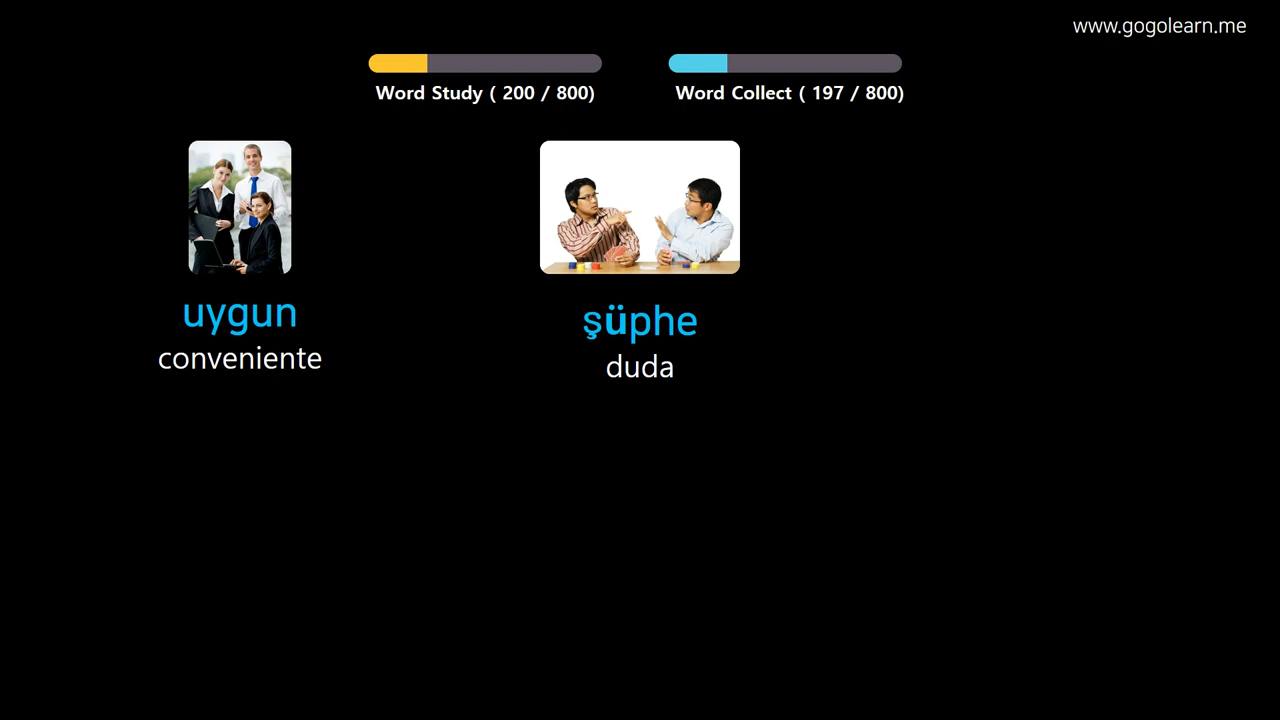 www.gogolearn.me
Word Study ( 200 / 800)
Word Collect ( 197 / 800)
uygun
conveniente
şüphe
duda